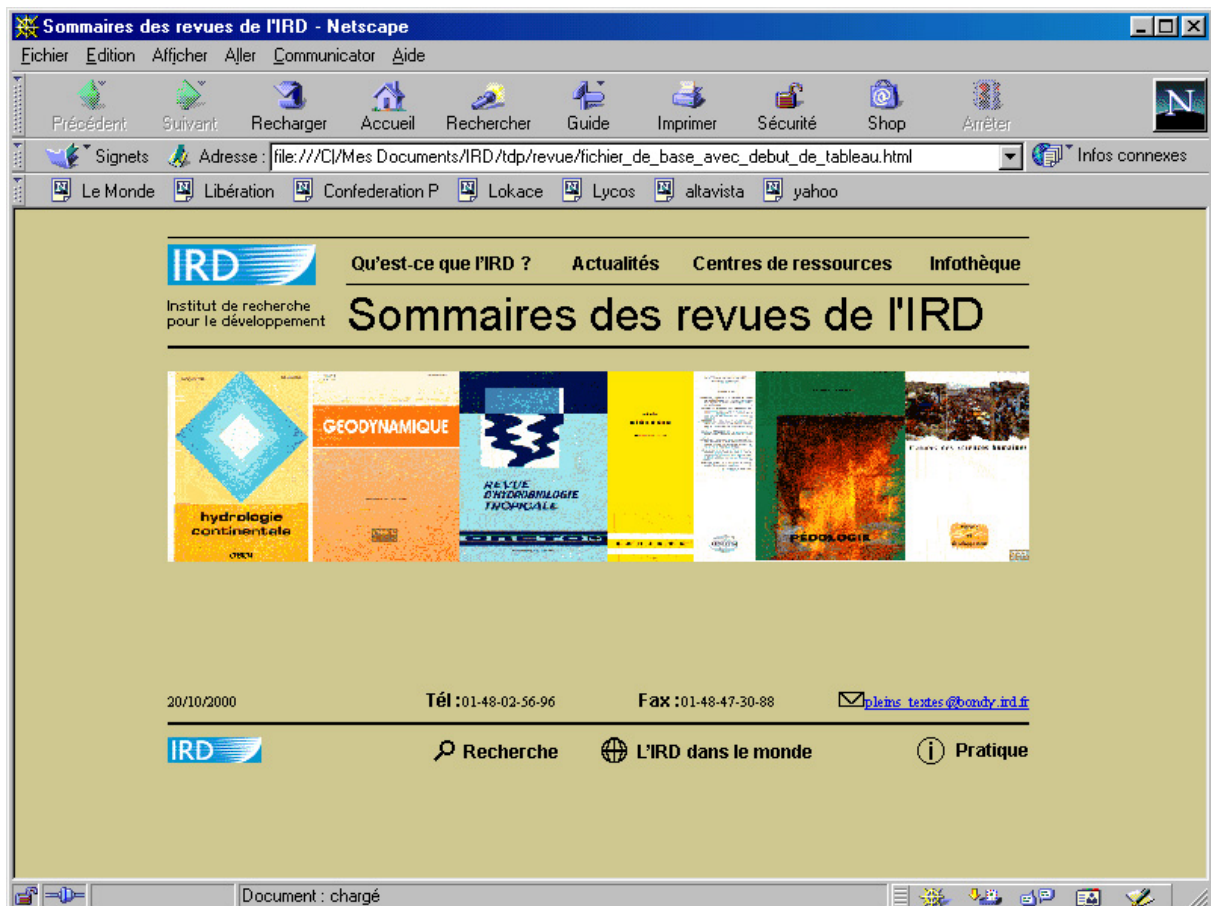 Sommaires des revues de l'IRD - Netscape
Fichier Edition Afficher Aller Communicator Aide
Précédent Suivant Recharger Accueil Rechercher Guide Imprimer Sécurité Shop Arrêter
N
Signets Adresse : file:///C|/Mes Documents/IRD/tdp/revue/fichier_de_base_avec_debut_de_tableau.html Infos connexes
Le Monde Libération Confederation P Lokace Lycos altavista yahoo
IRD Qu'est-ce que l'IRD ? Actualités Centres de ressources Infothèque
Institut de recherche
pour le développement
Sommaires des revues de l'IRD
hydrologie
continentale
GEODYNAMIQUE
REVUE
D'HYDROBIOLOGIE
TROPICALE
ORSTOM
PEDOLOGIE
sciences humaines
20/10/2000 Tél :01-48-02-56-96 Fax :01-48-47-30-88 pleins_textes@bondy.ird.fr
IRD Recherche L'IRD dans le monde Pratique
Document : chargé